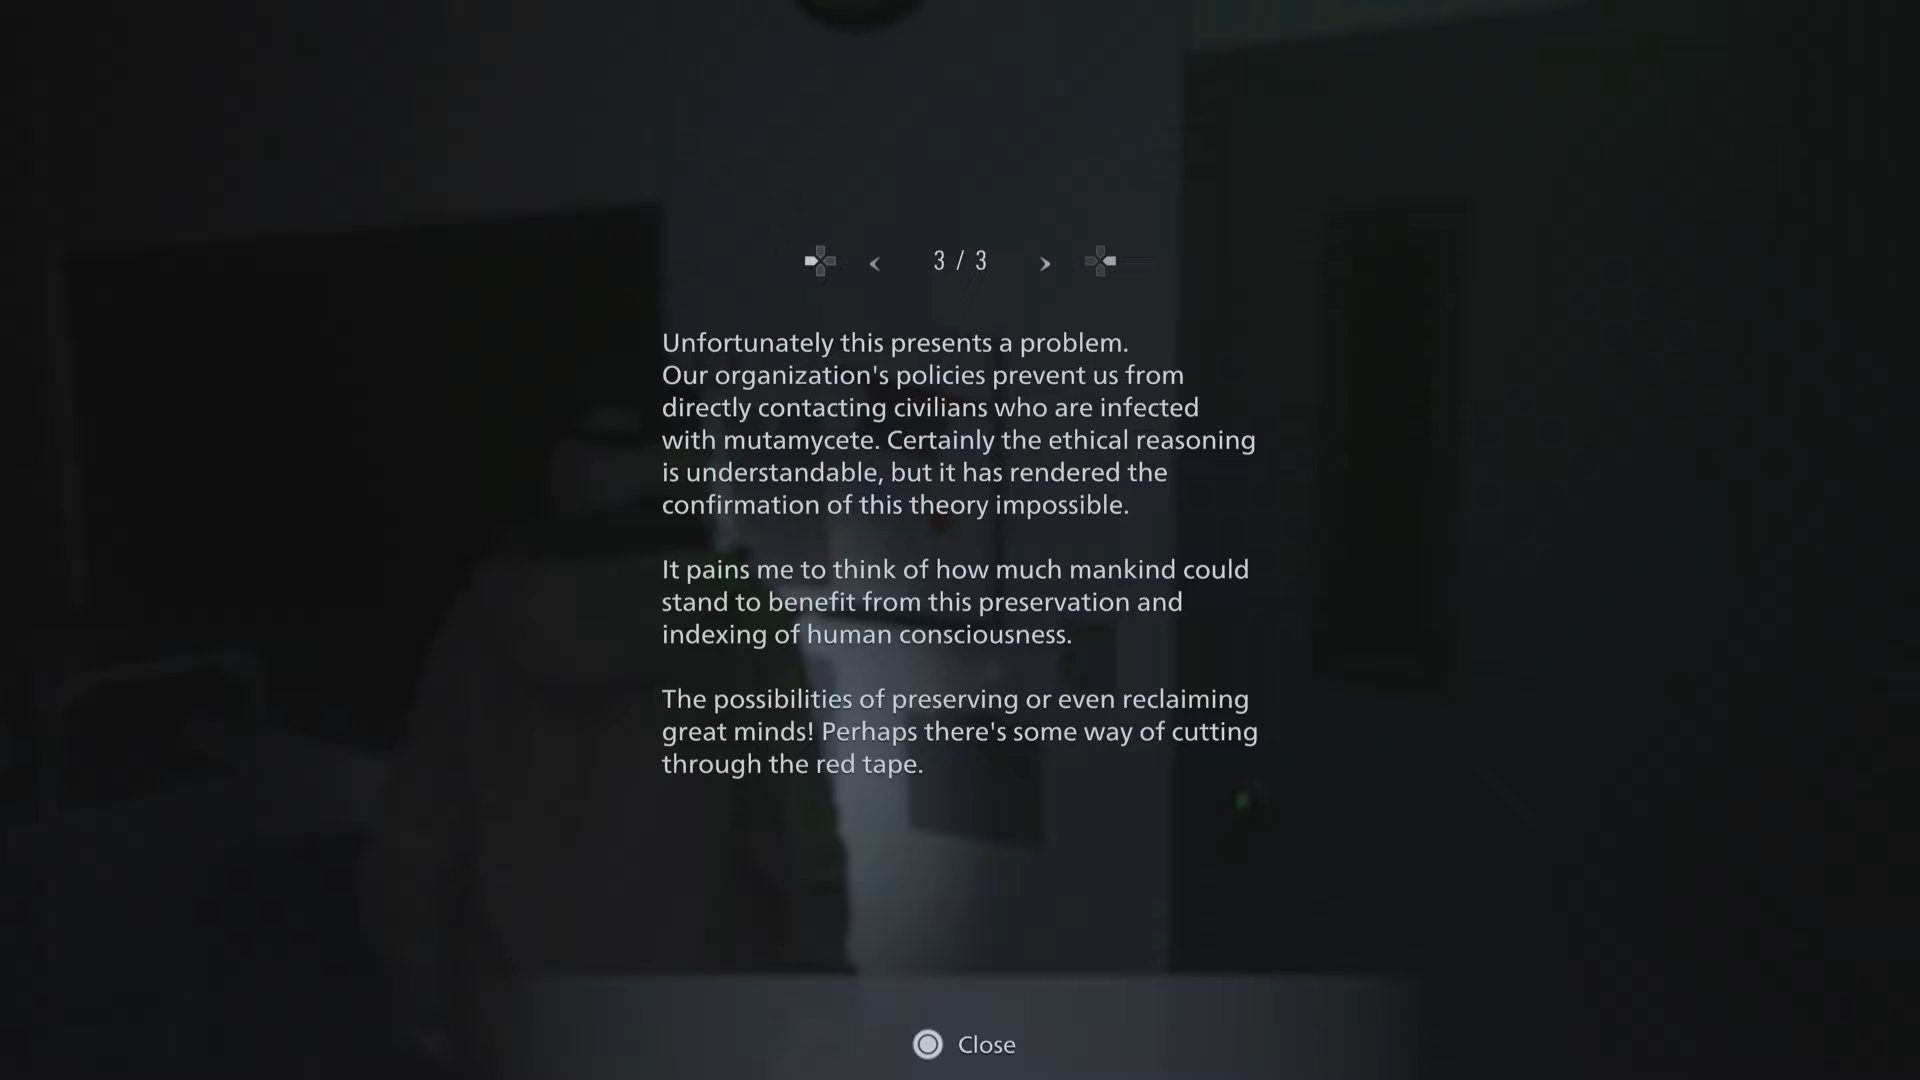 3 / 3
Unfortunately this presents a problem.
Our organization's policies prevent us from
directly contacting civilians who are infected
with mutamycete. Certainly the ethical reasoning
is understandable, but it has rendered the
confirmation of this theory impossible.
It pains me to think of how much mankind could
stand to benefit from this preservation and
indexing of human consciousness.
The possibilities of preserving or even reclaiming
great minds! Perhaps there's some way of cutting
through the red tape.
Close